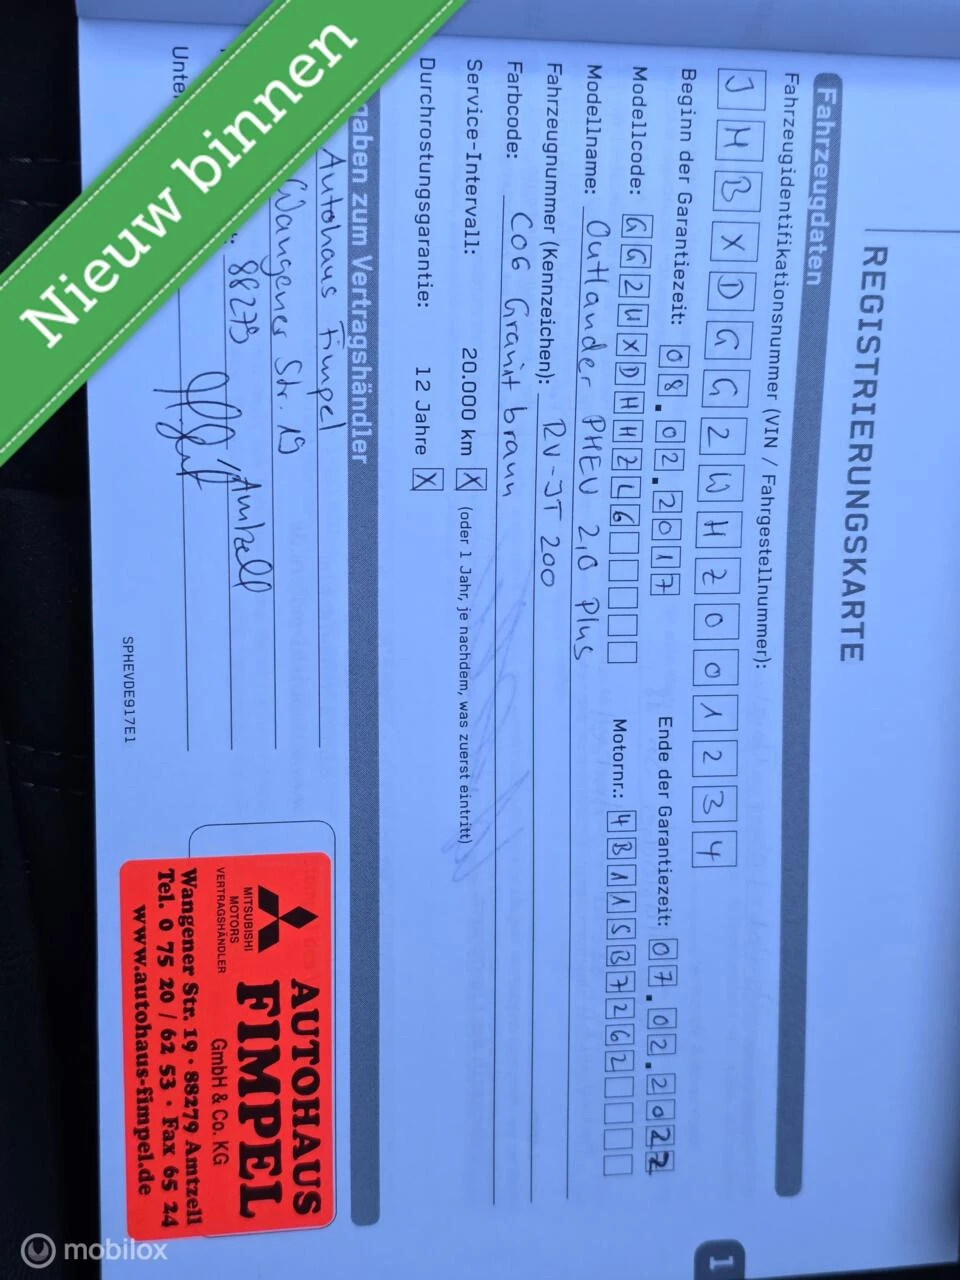 Nieuw binnen
REGISTRIERUNGSKARTE
1
Fahrzeugdaten
Fahrzeugidentifikationsnummer (VIN / Fahrgestellnummer):
JMBXDGG2WHZ001234
Beginn der Garantiezeit: 08.02.2017 Ende der Garantiezeit: 07.02.2022
Modellcode: GG2WXDHHZL6 Motornr.: 4B11SB7262
Modellname: Outlander PHEV 2,0 Plus
Fahrzeugnummer (Kennzeichen): RV-JT 200
Farbcode: C06 Granit braun
Service-Intervall: 20.000 km X (oder 1 Jahr, je nachdem, was zuerst eintritt)
Durchrostungsgarantie: 12 Jahre X
gaben zum Vertragshändler
Autohaus Fimpel
Wangener Str. 19
88279 Amtzell
Unte
SPHEVDE917E1
AUTOHAUS
FIMPEL
MITSUBISHI
MOTORS
VERTRAGSHÄNDLER
GmbH & Co. KG
Wangener Str. 19 · 88279 Amtzell
Tel. 0 75 20 / 62 53 · Fax 65 24
www.autohaus-fimpel.de
mobilox